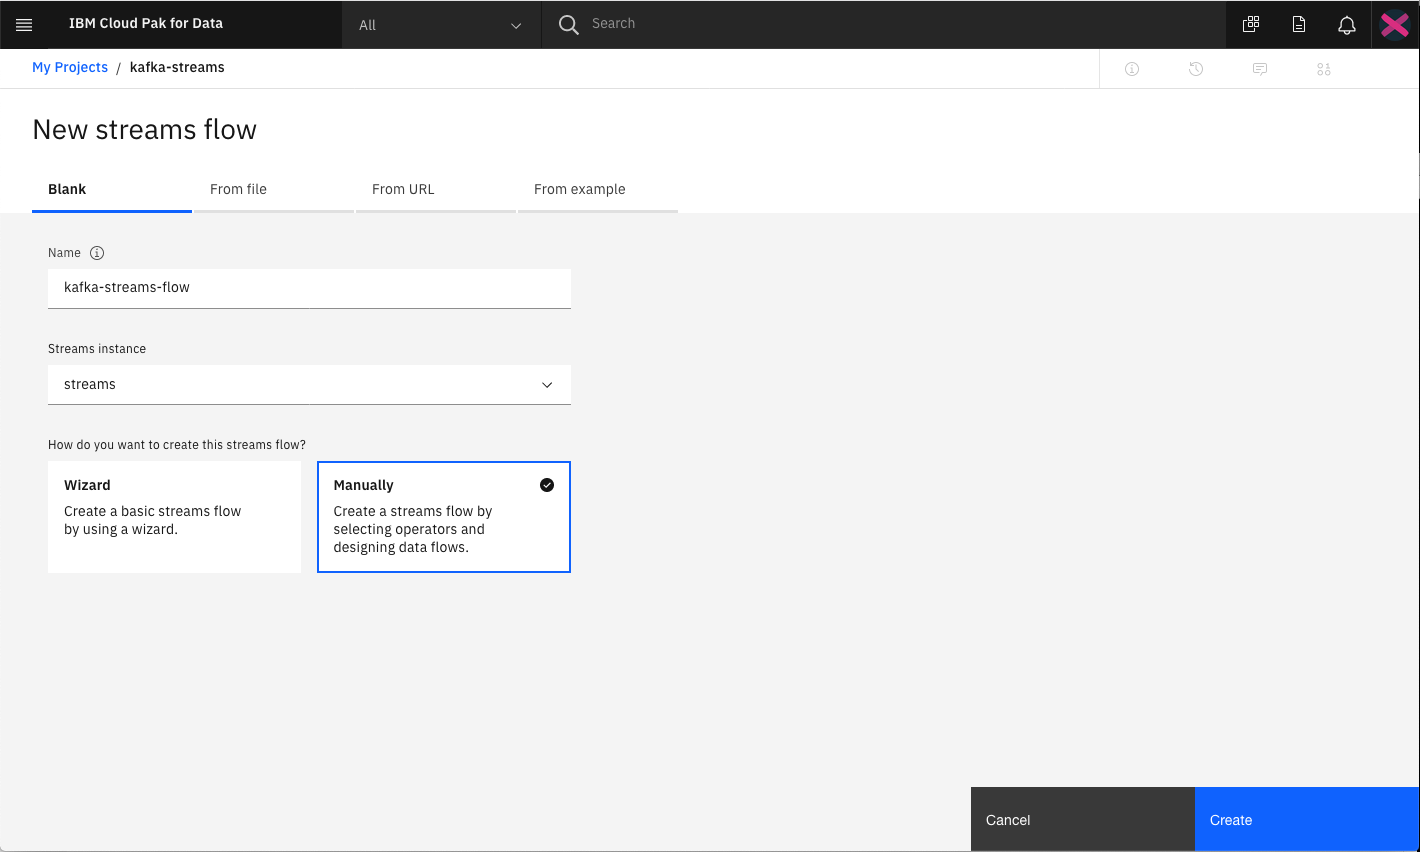 IBM Cloud Pak for Data
All
Search
My Projects / kafka-streams
New streams flow
Blank
From file
From URL
From example
Name
kafka-streams-flow
Streams instance
streams
How do you want to create this streams flow?
Wizard
Create a basic streams flow
by using a wizard.
Manually
Create a streams flow by
selecting operators and
designing data flows.
Cancel
Create